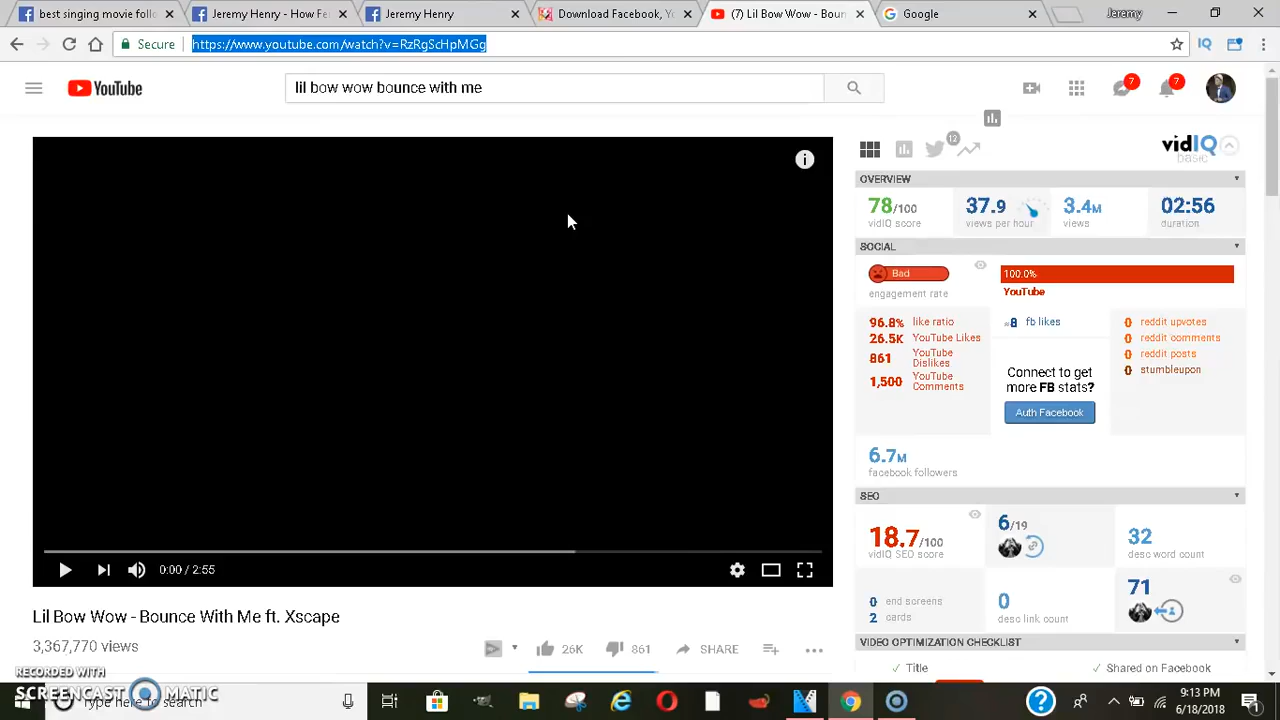 best singing movie follo
Jeremy Henry - Home
Jeremy Henry
Download Facebook, Yo
(7) Lil Bow Wow - Boun
Google
Jeremy
Secure
https://www.youtube.com/watch?v=RzRgScHpMGg
IQ
YouTube
lil bow wow bounce with me
7
7
12
vidIQ
basic
OVERVIEW
78/100
vidIQ score
37.9
views per hour
3.4M
views
02:56
duration
SOCIAL
Bad
engagement rate
100.0%
YouTube
96.8% like ratio
26.5K YouTube Likes
861 YouTube Dislikes
1,500 YouTube Comments
≈8 fb likes
Connect to get
more FB stats?
Auth Facebook
0 reddit upvotes
0 reddit comments
0 reddit posts
0 stumbleupon
6.7M
facebook followers
SEO
18.7/100
vidIQ SEO score
6/19
32
desc word count
0 end screens
2 cards
0
desc link count
71
VIDEO OPTIMIZATION CHECKLIST
✓ Title
✓ Shared on Facebook
0:00 / 2:55
Lil Bow Wow - Bounce With Me ft. Xscape
3,367,770 views
26K
861
SHARE
RECORDED WITH
SCREENCAST MATIC
Type here to search
9:13 PM
6/18/2018
1